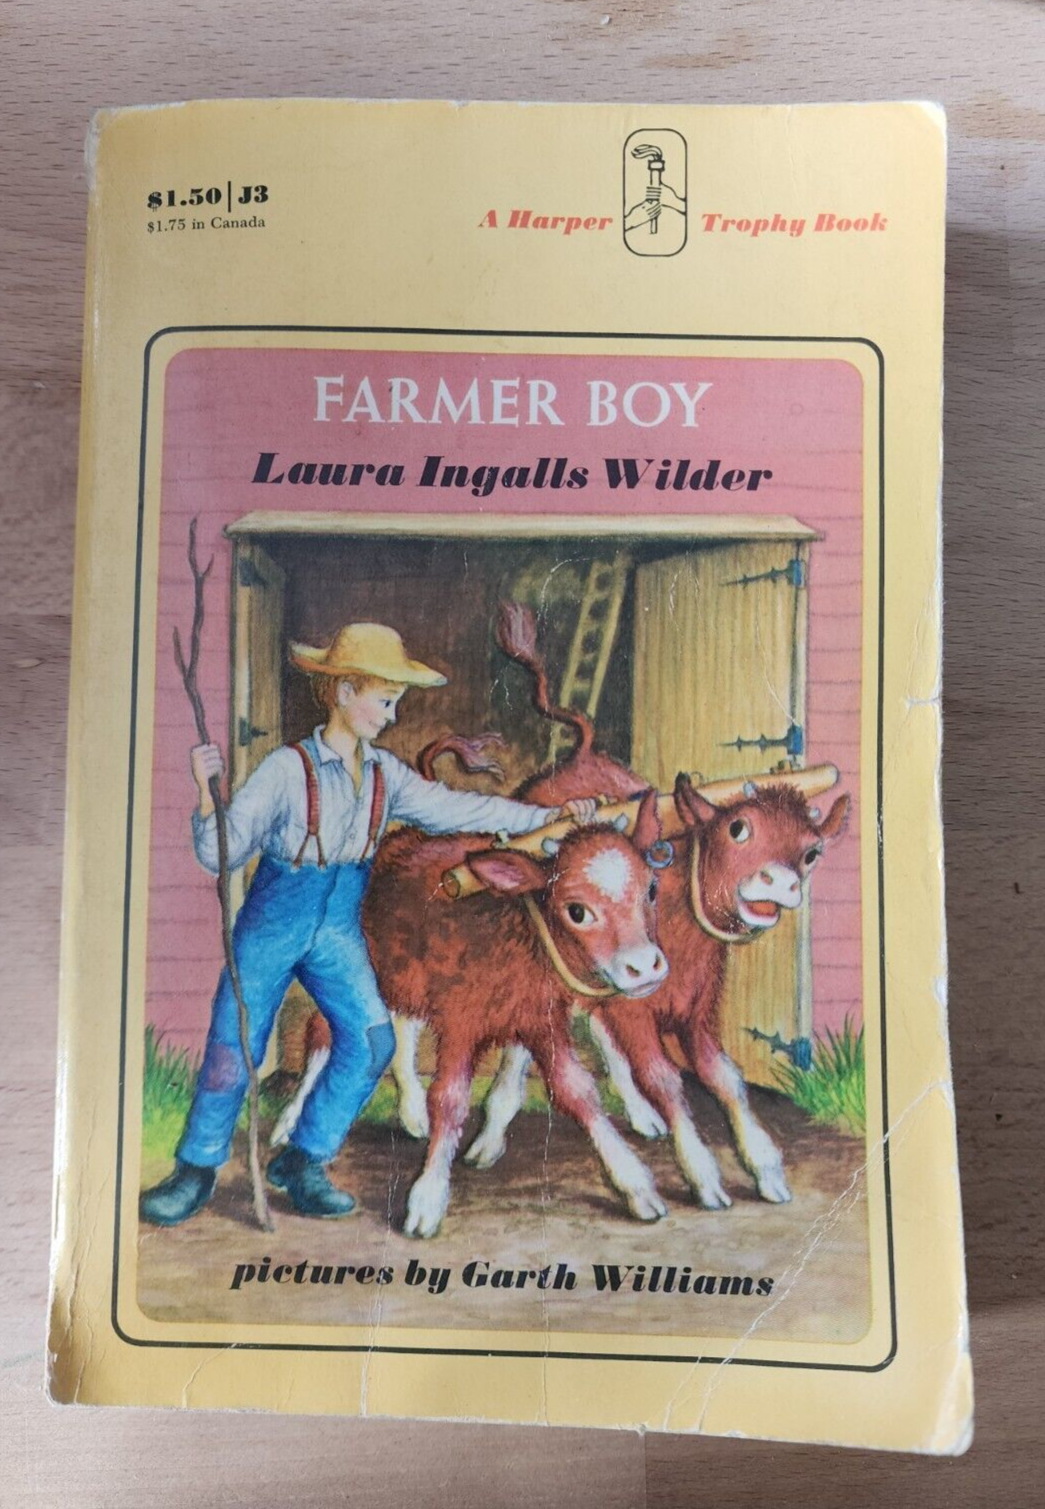 $1.50|J3
$1.75 in Canada
A Harper Trophy Book
FARMER BOY
Laura Ingalls Wilder
pictures by Garth Williams